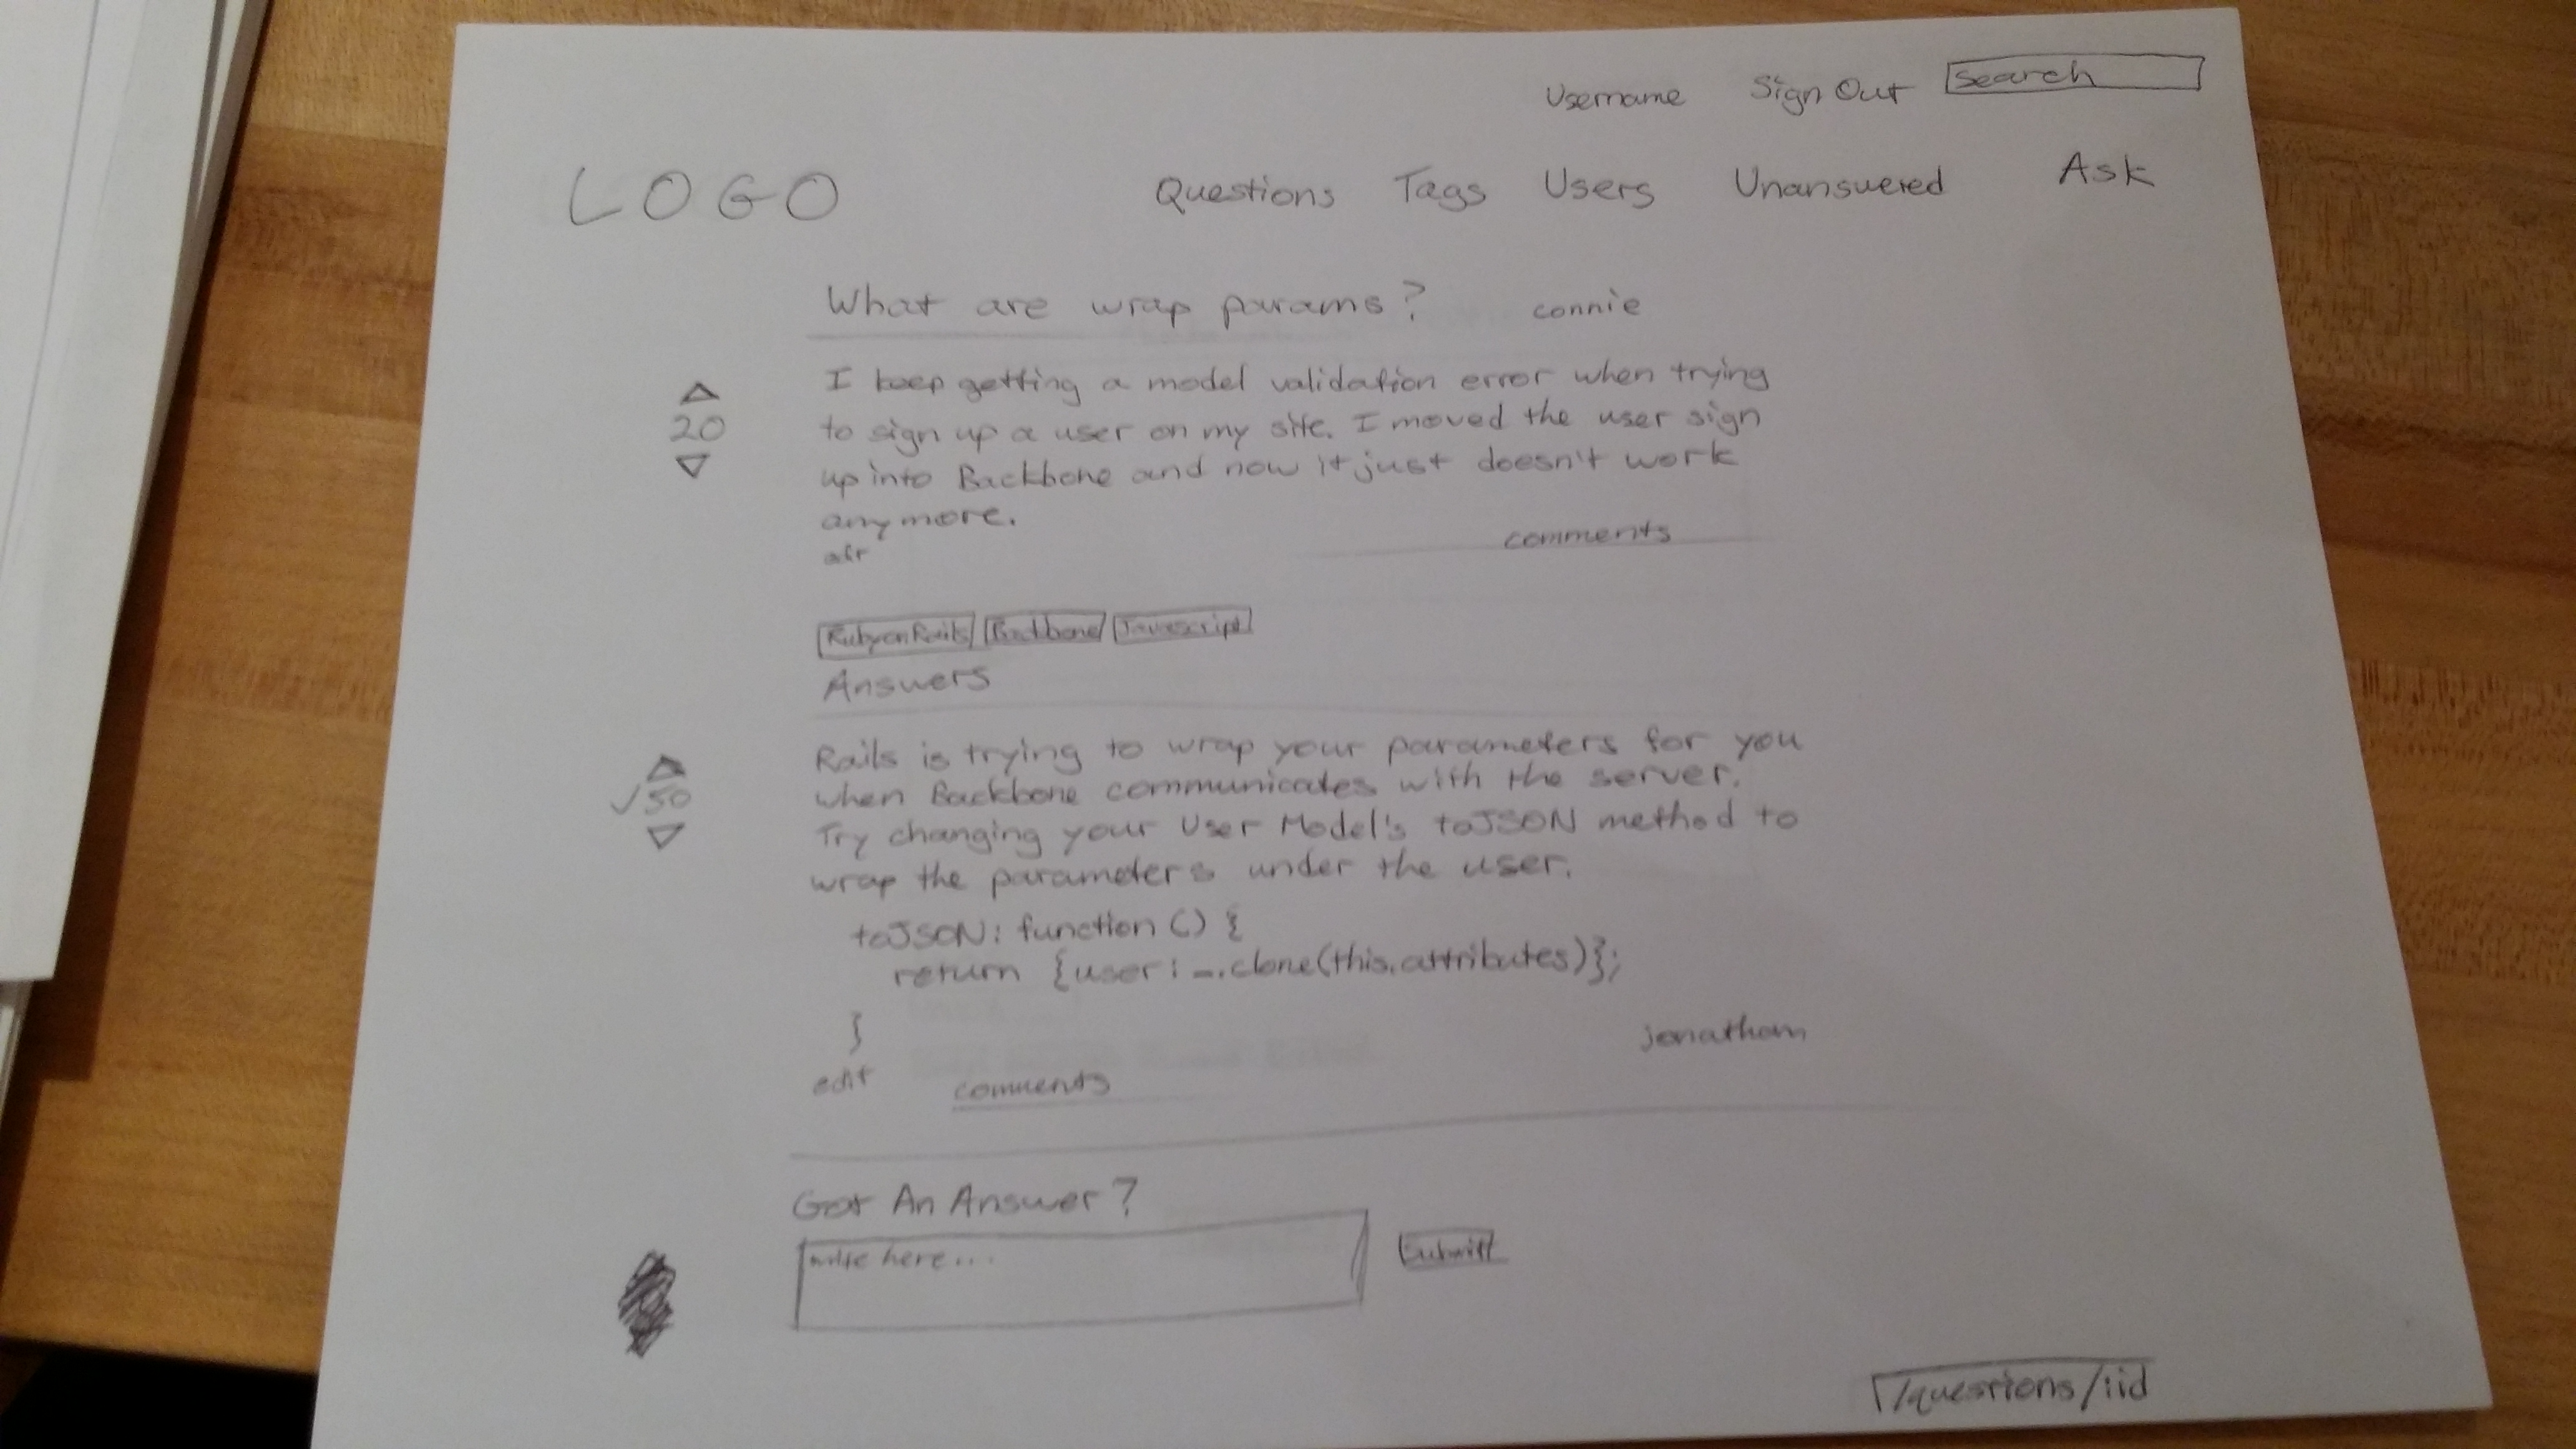 Username Sign Out Search
LOGO Questions Tags Users Unanswered Ask
What are wrap params? connie
I keep getting a model validation error when trying
20
to sign up a user on my site. I moved the user sign
up into Backbone and now it just doesn't work
anymore.
comments
RubyonRails Backbone Javascript
Answers
Rails is trying to wrap your parameters for you
✓50
when Backbone communicates with the server.
Try changing your User Model's toJSON method to
wrap the parameters under the user.
toJSON: function () {
return {user: _.clone(this.attributes)};
}
jonathan
edit comments
Got An Answer?
write here... Submit
/questions/:id